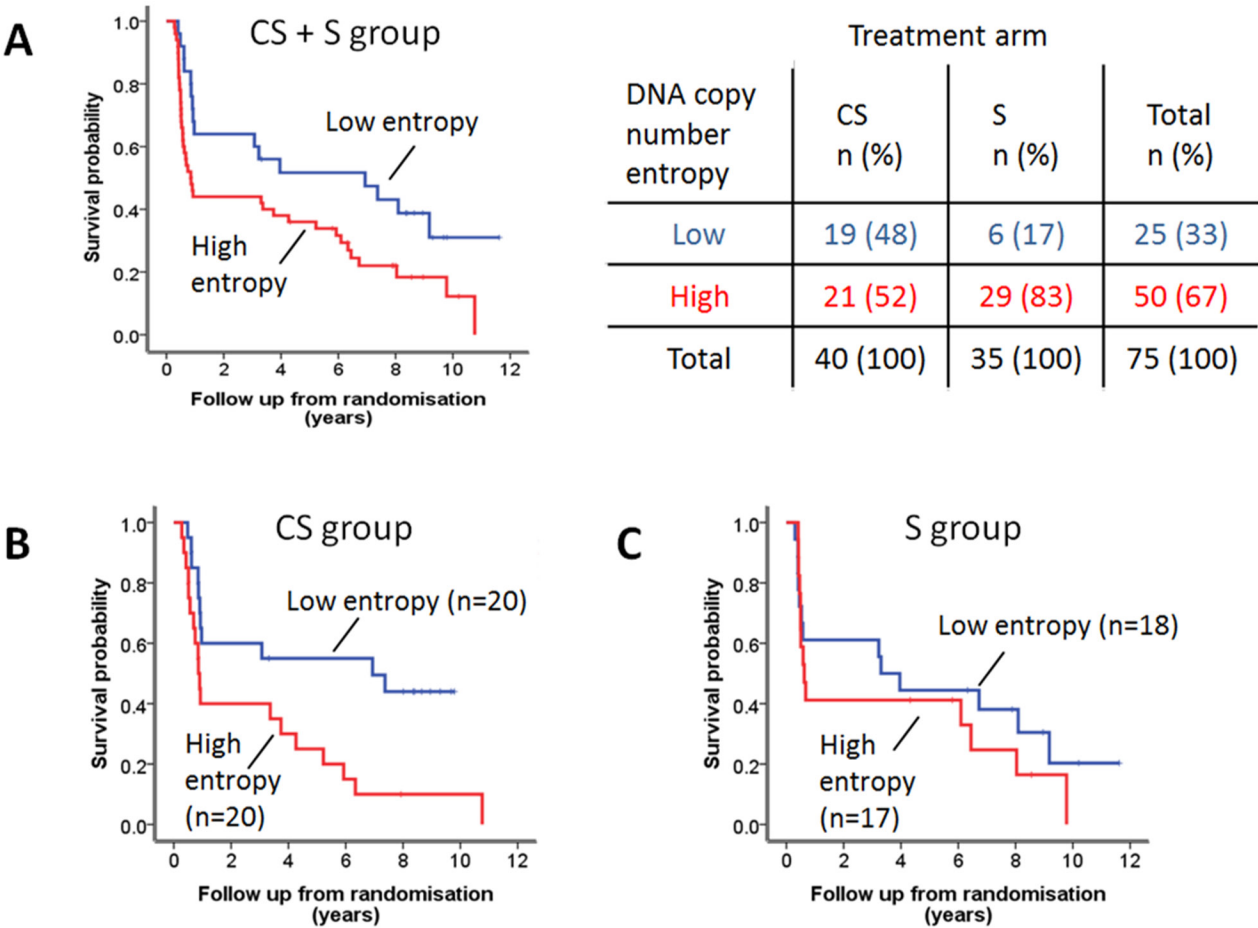 A
CS + S group
1.0
0.8
0.6
0.4
0.2
0.0
Survival probability
Low entropy
High
entropy
0 2 4 6 8 10 12
Follow up from randomisation
(years)
Treatment arm
DNA copy
number
entropy
CS
n (%)
S
n (%)
Total
n (%)
Low 19 (48) 6 (17) 25 (33)
High 21 (52) 29 (83) 50 (67)
Total 40 (100) 35 (100) 75 (100)
B
CS group
1.0
0.8
0.6
0.4
0.2
0.0
Survival probability
Low entropy (n=20)
High
entropy
(n=20)
0 2 4 6 8 10 12
Follow up from randomisation
(years)
C
S group
1.0
0.8
0.6
0.4
0.2
0.0
Survival probability
Low entropy (n=18)
High
entropy
(n=17)
0 2 4 6 8 10 12
Follow up from randomisation
(years)